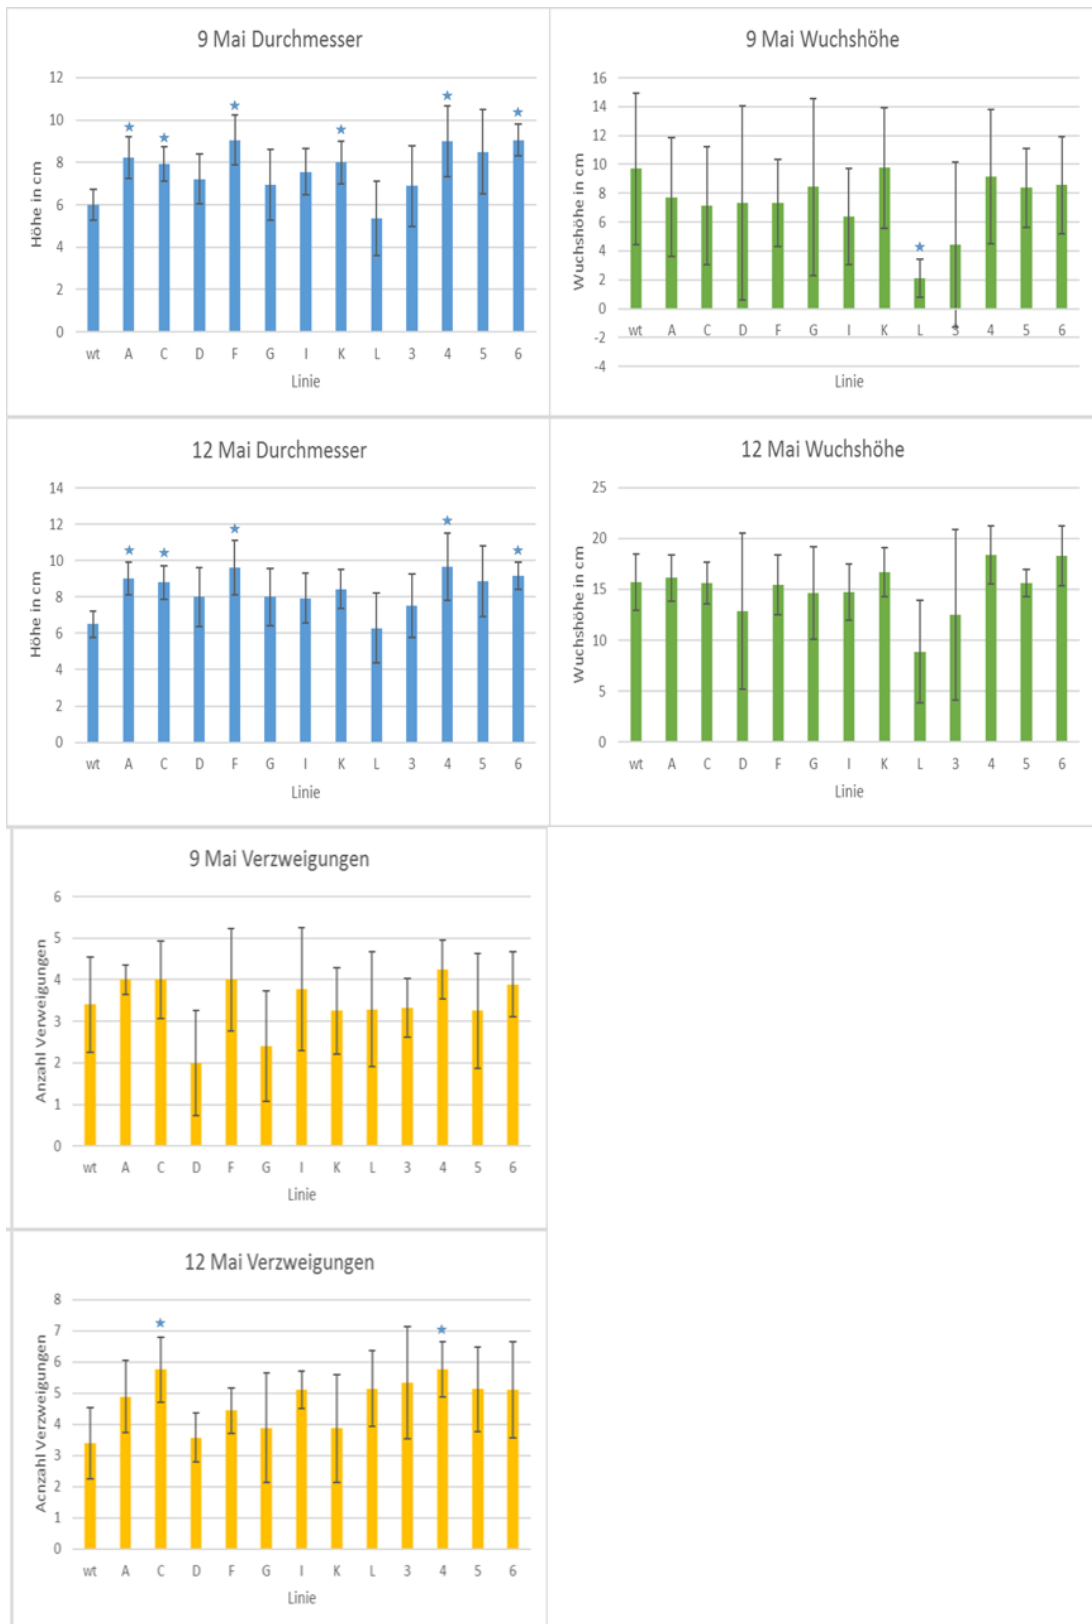 9 Mai Durchmesser
12
10
8
6
4
2
0
Höhe in cm
wt A C D F G I K L 3 4 5 6
Linie
9 Mai Wuchshöhe
16
14
12
10
8
6
4
2
0
-2
-4
Wuchshöhe in cm
wt A C D F G I K L 3 4 5 6
Linie
12 Mai Durchmesser
14
12
10
8
6
4
2
0
Höhe in cm
wt A C D F G I K L 3 4 5 6
Linie
12 Mai Wuchshöhe
25
20
15
10
5
0
Wuchshöhe in cm
wt A C D F G I K L 3 4 5 6
Linie
9 Mai Verzweigungen
6
5
4
3
2
1
0
Anzahl Verweigungen
wt A C D F G I K L 3 4 5 6
Linie
12 Mai Verzweigungen
8
7
6
5
4
3
2
1
0
Acnzahl Verzweigungen
wt A C D F G I K L 3 4 5 6
Linie